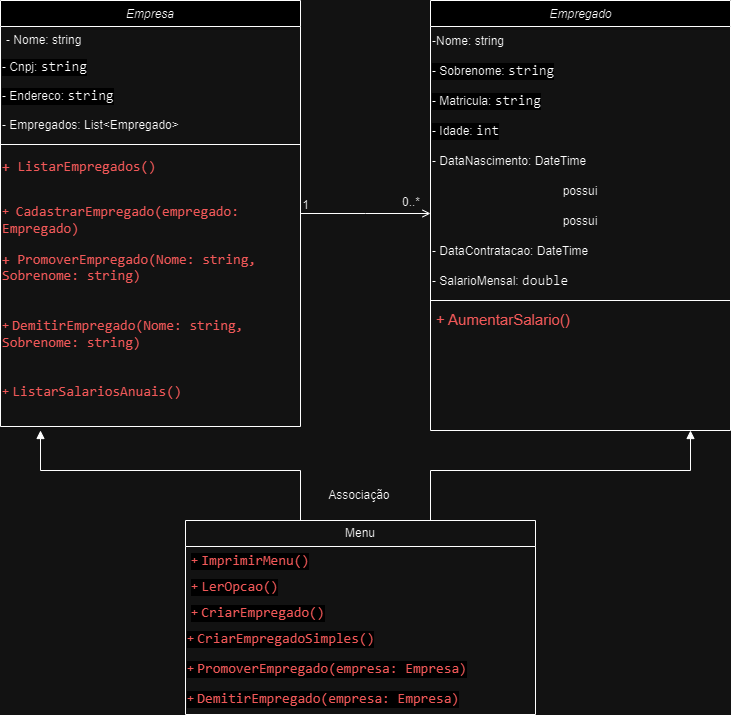 Empresa
- Nome: string
- Cnpj: string
- Endereco: string
- Empregados: List<Empregado>
+ ListarEmpregados()
+ CadastrarEmpregado(empregado:
Empregado)
+ PromoverEmpregado(Nome: string,
Sobrenome: string)
+ DemitirEmpregado(Nome: string,
Sobrenome: string)
+ ListarSalariosAnuais()
1
0..*
Empregado
-Nome: string
- Sobrenome: string
- Matricula: string
- Idade: int
- DataNascimento: DateTime
possui
possui
- DataContratacao: DateTime
- SalarioMensal: double
+ AumentarSalario()
Associação
Menu
+ ImprimirMenu()
+ LerOpcao()
+ CriarEmpregado()
+ CriarEmpregadoSimples()
+ PromoverEmpregado(empresa: Empresa)
+ DemitirEmpregado(empresa: Empresa)